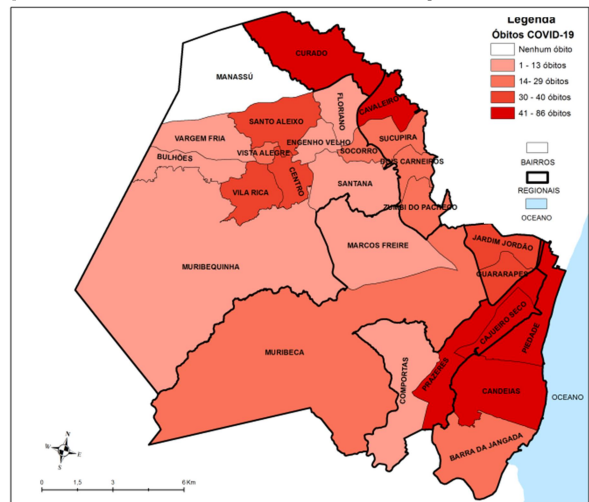 Legenda
Óbitos COVID-19
Nenhum óbito
1 - 13 óbitos
14- 29 óbitos
30 - 40 óbitos
41 - 86 óbitos
BAIRROS
REGIONAIS
OCEANO
CURADO
MANASSÚ
FLORIANO
CAVALEIRO
SANTO ALEIXO
VARGEM FRIA
SUCUPIRA
ENGENHO VELHO
VISTA ALEGRE
SOCORRO
BULHÕES
DOIS CARNEIROS
CENTRO
VILA RICA
SANTANA
ZUMBI DO PACHECO
JARDIM JORDÃO
MARCOS FREIRE
GUARARAPES
MURIBEQUINHA
CAJUEIRO SECO
PIEDADE
MURIBECA
COMPORTAS
PRAZERES
CANDEIAS
OCEANO
BARRA DA JANGADA
N
W
E
S
0 1,5 3 6 Km